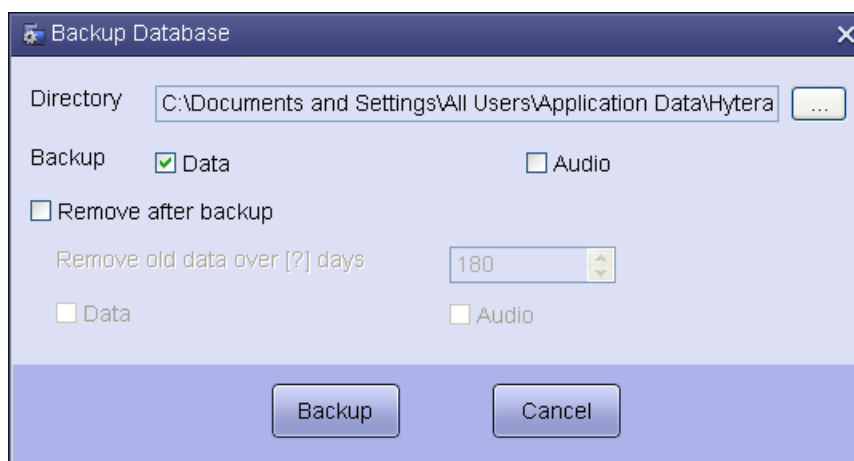 Backup Database
Directory C:\Documents and Settings\All Users\Application Data\Hytera ...
Backup Data Audio
Remove after backup
Remove old data over [?] days 180
Data Audio
Backup Cancel